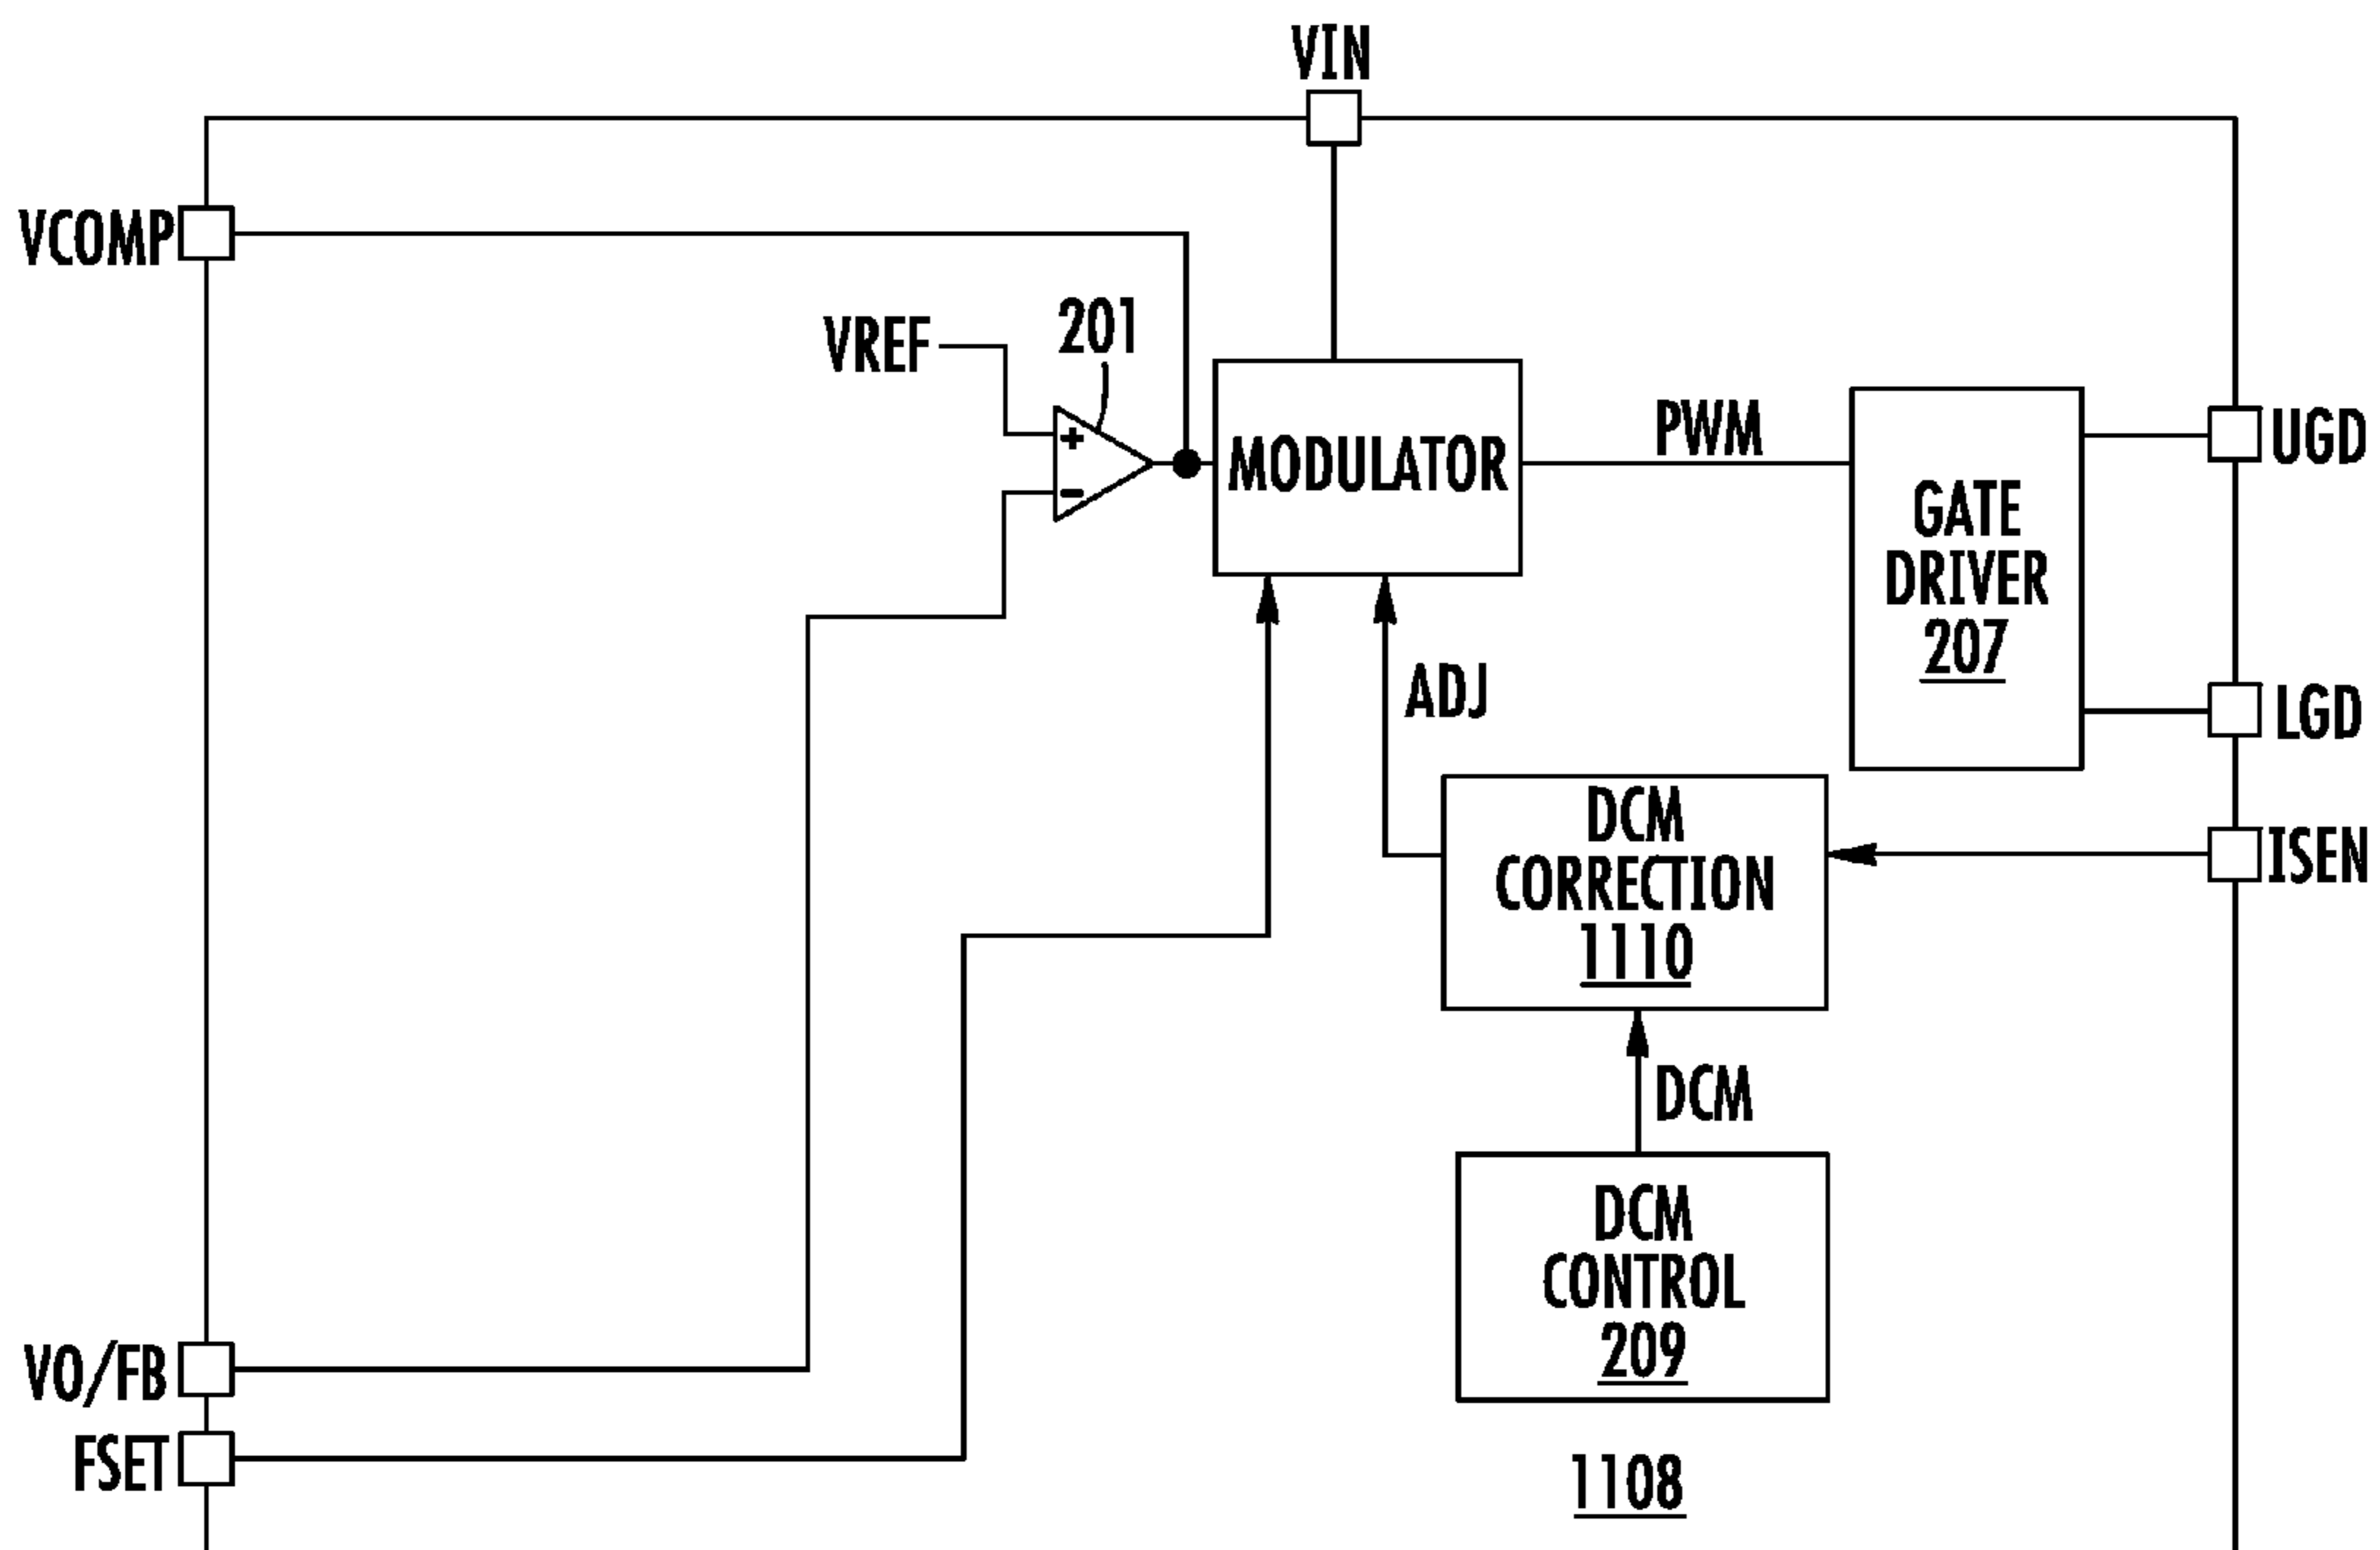 VIN
VCOMP
201
VREF
+
-
MODULATOR
PWM
GATE
DRIVER
207
UGD
LGD
ADJ
DCM
CORRECTION
1110
ISEN
DCM
DCM
CONTROL
209
VO/FB
FSET
1108